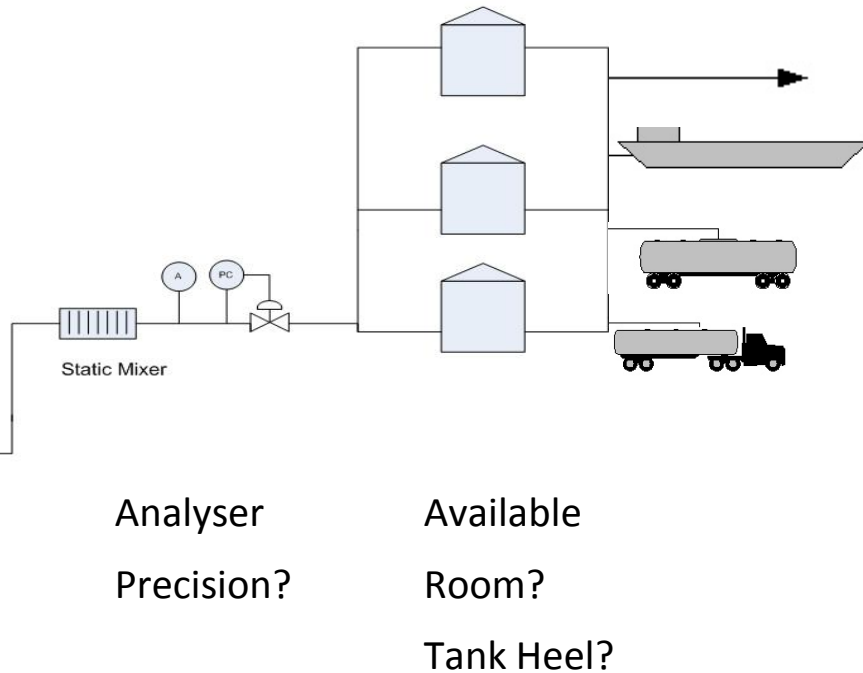 A
PC
Static Mixer
Analyser
Precision?
Available
Room?
Tank Heel?